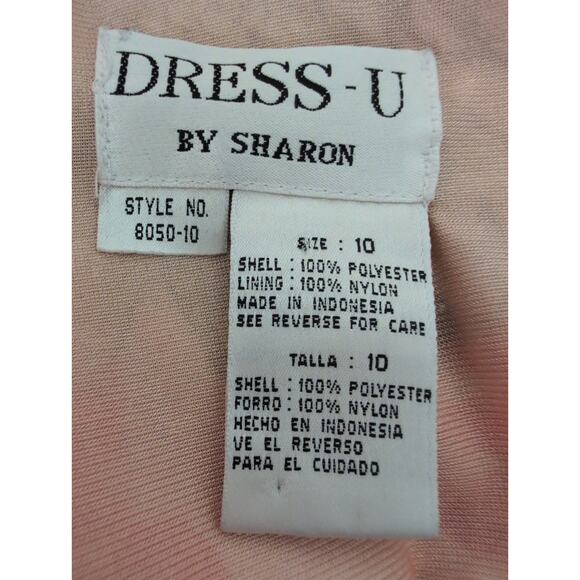 DRESS-U
BY SHARON
STYLE NO.
8050-10
SIZE : 10
SHELL : 100% POLYESTER
LINING : 100% NYLON
MADE IN INDONESIA
SEE REVERSE FOR CARE
TALLA : 10
SHELL : 100% POLYESTER
FORRO : 100% NYLON
HECHO EN INDONESIA
VE EL REVERSO
PARA EL CUIDADO